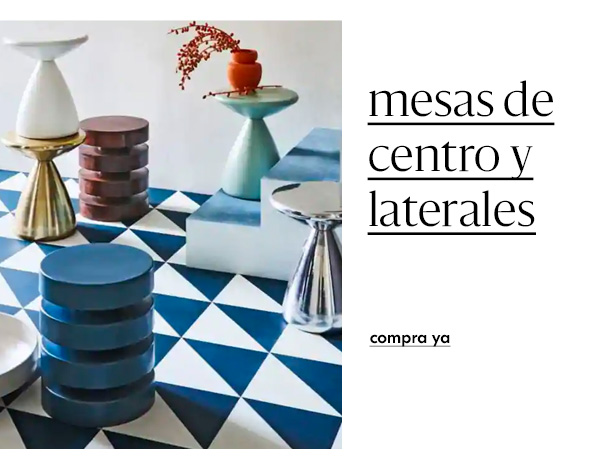 mesas de
centro y
laterales
compra ya